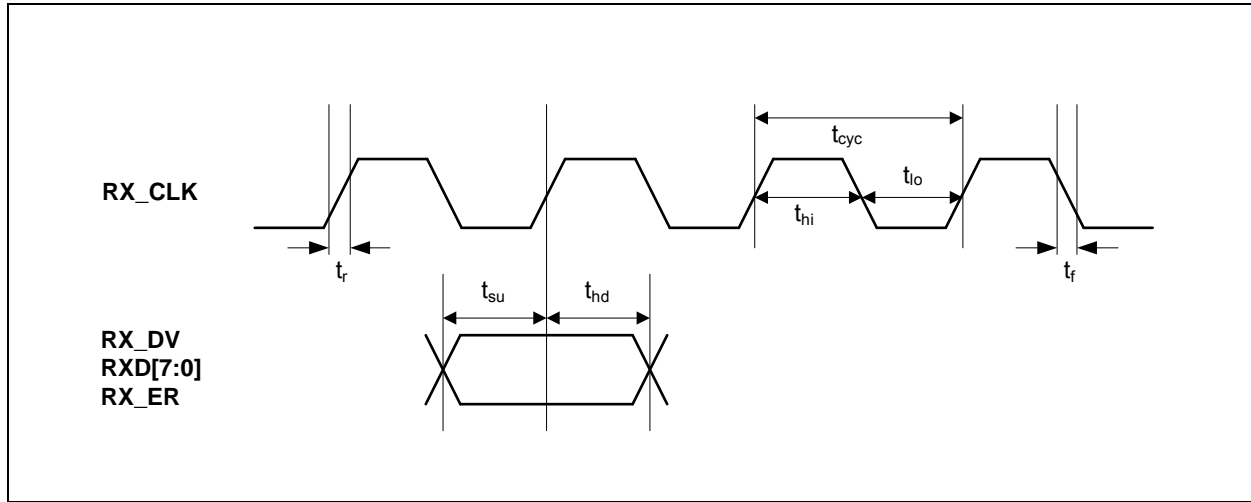 t_cyc
RX_CLK
t_hi
t_lo
t_r
t_f
t_su
t_hd
RX_DV
RXD[7:0]
RX_ER